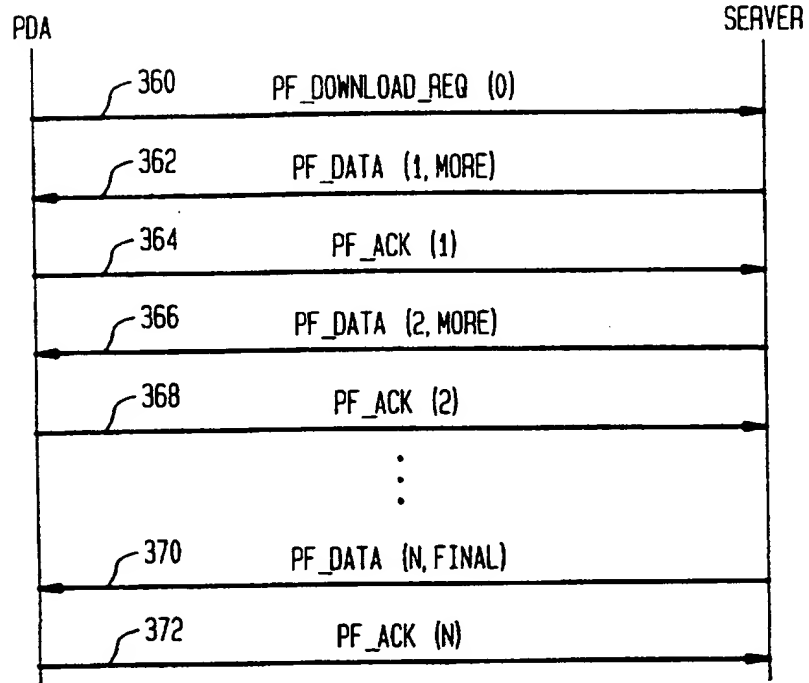 PDA
SERVER
360 PF_DOWNLOAD_REQ (0)
362 PF_DATA (1, MORE)
364 PF_ACK (1)
366 PF_DATA (2, MORE)
368 PF_ACK (2)
370 PF_DATA (N, FINAL)
372 PF_ACK (N)